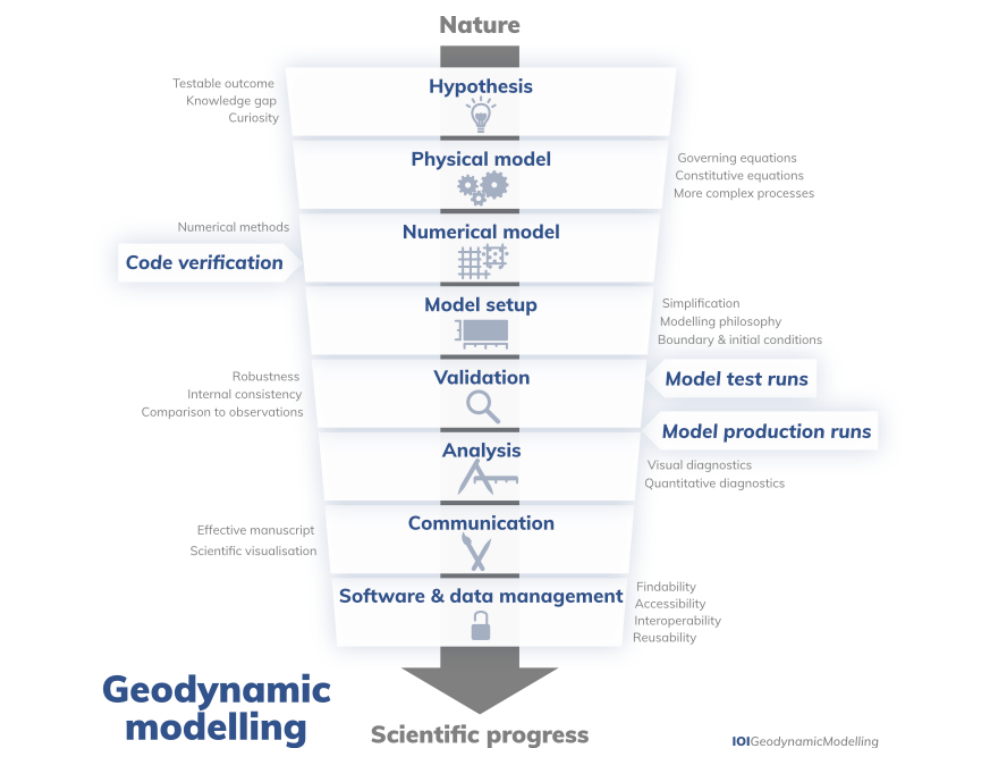 Nature
Hypothesis
Testable outcome
Knowledge gap
Curiosity
Physical model
Governing equations
Constitutive equations
More complex processes
Numerical model
Numerical methods
Code verification
Model setup
Simplification
Modelling philosophy
Boundary & initial conditions
Validation
Robustness
Internal consistency
Comparison to observations
Model test runs
Model production runs
Analysis
Visual diagnostics
Quantitative diagnostics
Communication
Effective manuscript
Scientific visualisation
Software & data management
Findability
Accessibility
Interoperability
Reusability
Geodynamic
modelling
Scientific progress
IOIGeodynamicModelling